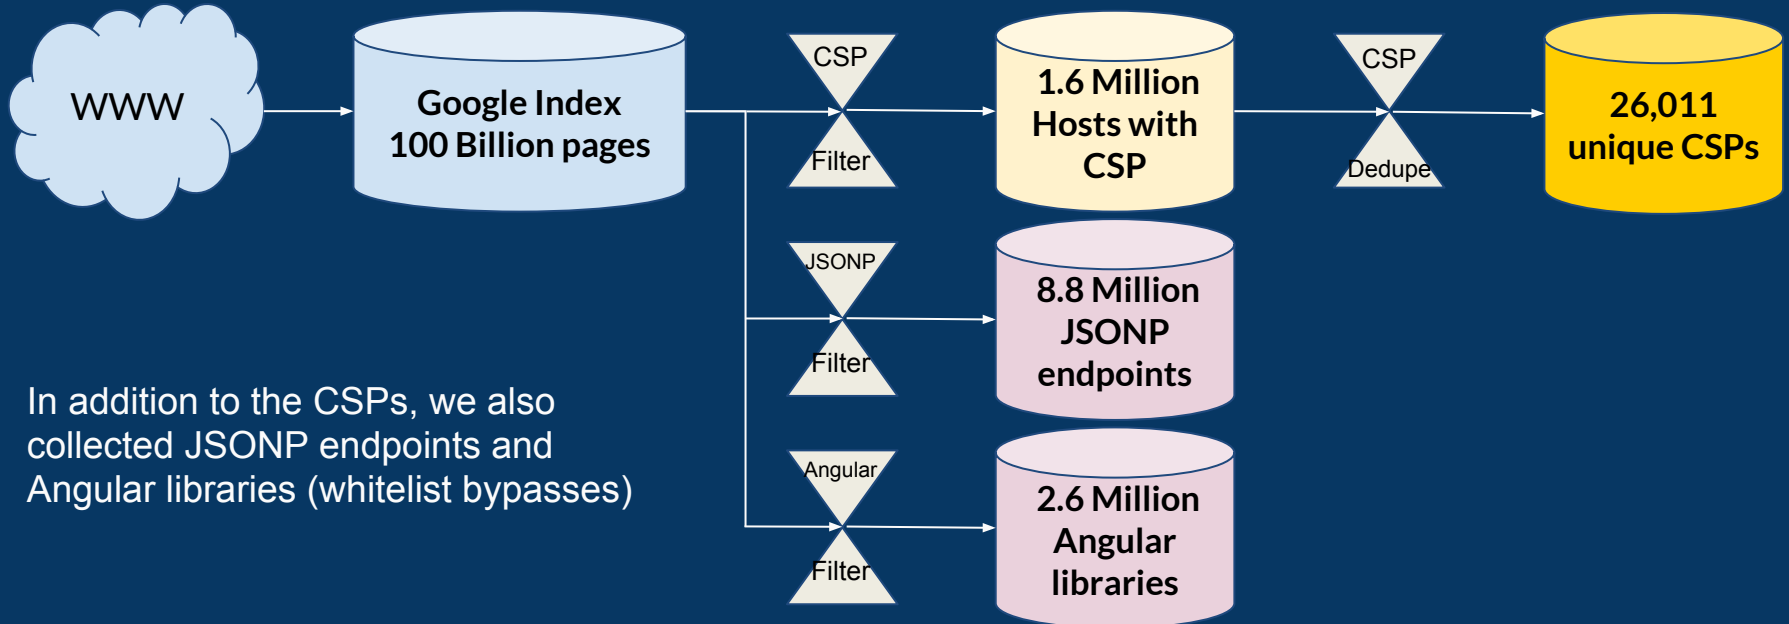 WWW
Google Index
100 Billion pages
CSP
Filter
1.6 Million
Hosts with
CSP
CSP
Dedupe
26,011
unique CSPs
JSONP
Filter
8.8 Million
JSONP
endpoints
Angular
Filter
2.6 Million
Angular
libraries
In addition to the CSPs, we also
collected JSONP endpoints and
Angular libraries (whitelist bypasses)